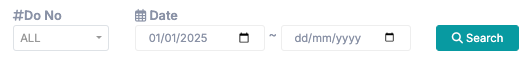 #Do No Date
ALL 01/01/2025 ~ dd/mm/yyyy Search